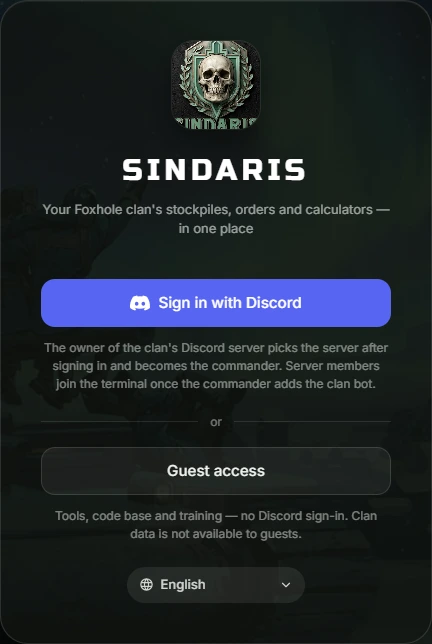 SINDARIS
SINDARIS
Your Foxhole clan's stockpiles, orders and calculators —
in one place
Sign in with Discord
The owner of the clan's Discord server picks the server after
signing in and becomes the commander. Server members
join the terminal once the commander adds the clan bot.
or
Guest access
Tools, code base and training — no Discord sign-in. Clan
data is not available to guests.
English